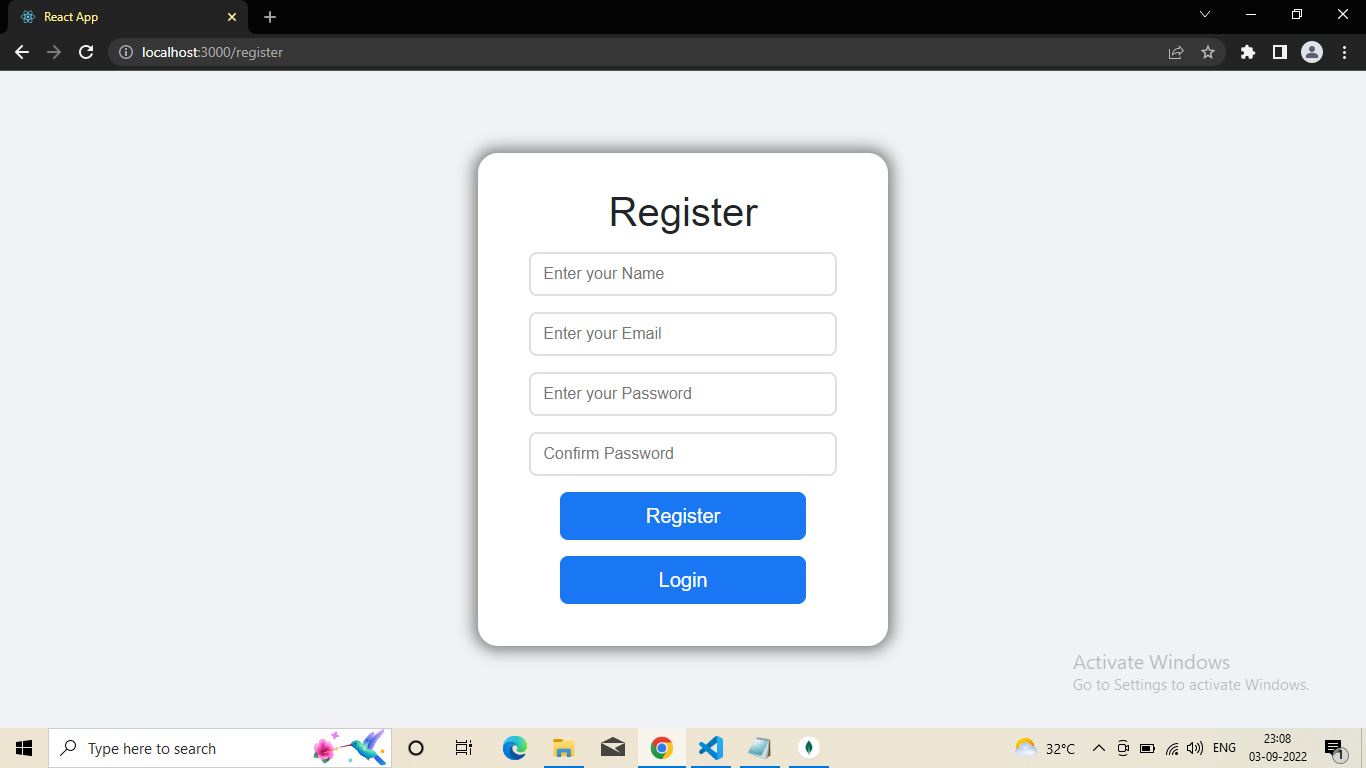 React App
localhost:3000/register
Register
Enter your Name
Enter your Email
Enter your Password
Confirm Password
Register
Login
Activate Windows
Go to Settings to activate Windows.
Type here to search
32°C
ENG
23:08
03-09-2022
1